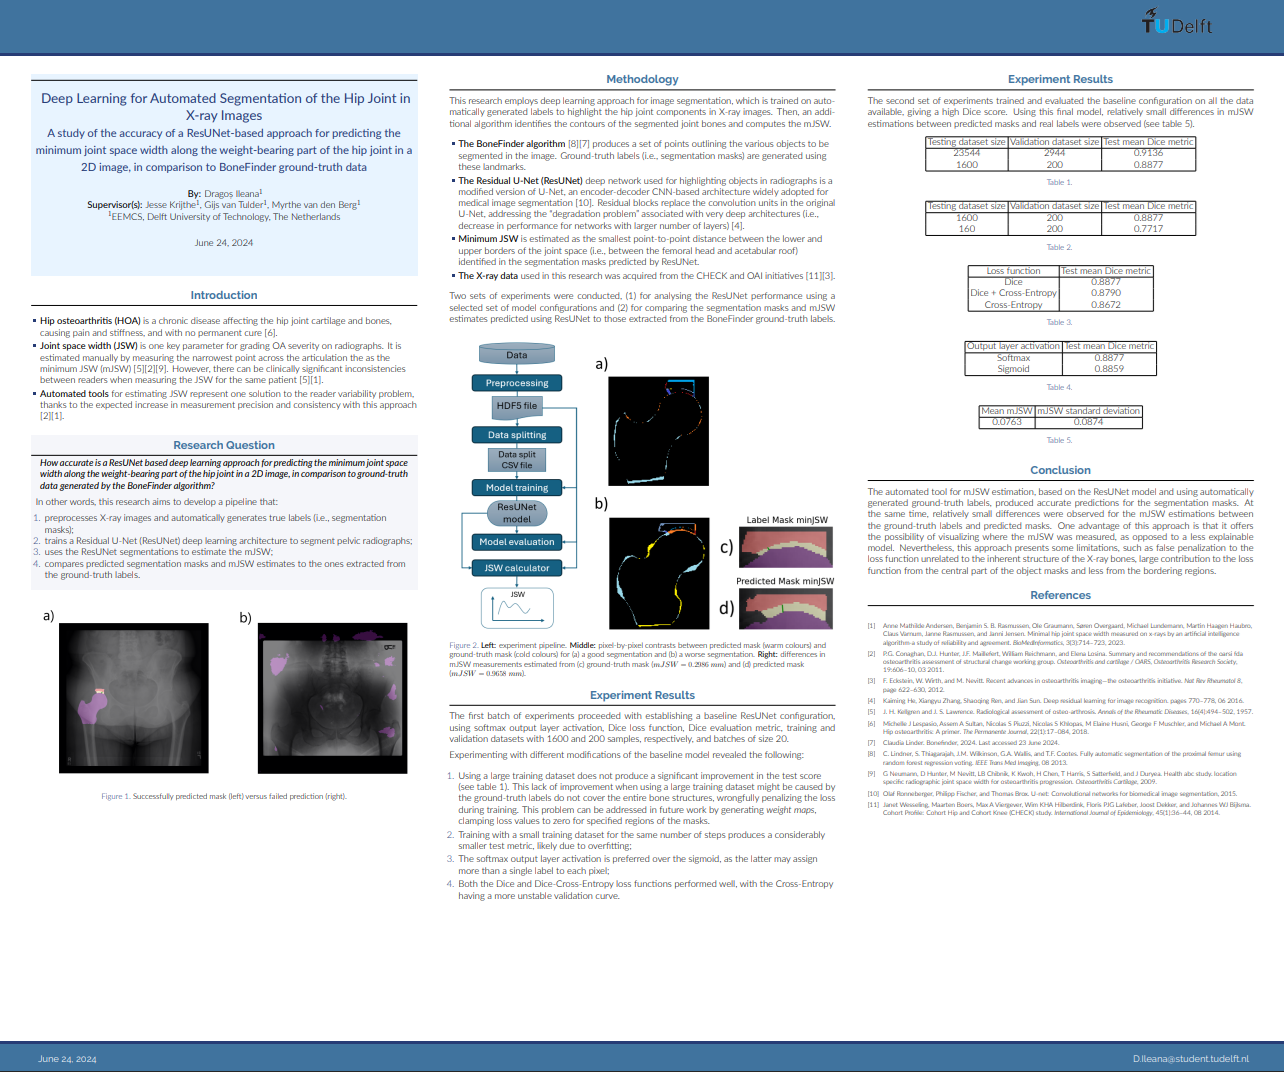 TU Delft
Deep Learning for Automated Segmentation of the Hip Joint in
X-ray Images
A study of the accuracy of a ResUNet-based approach for predicting the
minimum joint space width along the weight-bearing part of the hip joint in a
2D image, in comparison to BoneFinder ground-truth data
By: Dragoș Ileana¹
Supervisor(s): Jesse Krijthe¹, Gijs van Tulder¹, Myrthe van den Berg¹
¹EEMCS, Delft University of Technology, The Netherlands
June 24, 2024
Introduction
▪ Hip osteoarthritis (HOA) is a chronic disease affecting the hip joint cartilage and bones,
causing pain and stiffness, and with no permanent cure [6].
▪ Joint space width (JSW) is one key parameter for grading OA severity on radiographs. It is
estimated manually by measuring the narrowest point across the articulation the as the
minimum JSW (mJSW) [5][2][9]. However, there can be clinically significant inconsistencies
between readers when measuring the JSW for the same patient [5][1].
▪ Automated tools for estimating JSW represent one solution to the reader variability problem,
thanks to the expected increase in measurement precision and consistency with this approach
[2][1].
Research Question
How accurate is a ResUNet based deep learning approach for predicting the minimum joint space
width along the weight-bearing part of the hip joint in a 2D image, in comparison to ground-truth
data generated by the BoneFinder algorithm?
In other words, this research aims to develop a pipeline that:
1. preprocesses X-ray images and automatically generates true labels (i.e., segmentation
masks);
2. trains a Residual U-Net (ResUNet) deep learning architecture to segment pelvic radiographs;
3. uses the ResUNet segmentations to estimate the mJSW;
4. compares predicted segmentation masks and mJSW estimates to the ones extracted from
the ground-truth labels.
a)
b)
Figure 1. Successfully predicted mask (left) versus failed prediction (right).
Methodology
This research employs deep learning approach for image segmentation, which is trained on auto-
matically generated labels to highlight the hip joint components in X-ray images. Then, an addi-
tional algorithm identifies the contours of the segmented joint bones and computes the mJSW.
▪ The BoneFinder algorithm [8][7] produces a set of points outlining the various objects to be
segmented in the image. Ground-truth labels (i.e., segmentation masks) are generated using
these landmarks.
▪ The Residual U-Net (ResUNet) deep network used for highlighting objects in radiographs is a
modified version of U-Net, an encoder-decoder CNN-based architecture widely adopted for
medical image segmentation [10]. Residual blocks replace the convolution units in the original
U-Net, addressing the "degradation problem" associated with very deep architectures (i.e.,
decrease in performance for networks with larger number of layers) [4].
▪ Minimum JSW is estimated as the smallest point-to-point distance between the lower and
upper borders of the joint space (i.e., between the femoral head and acetabular roof)
identified in the segmentation masks predicted by ResUNet.
▪ The X-ray data used in this research was acquired from the CHECK and OAI initiatives [11][3].
Two sets of experiments were conducted, (1) for analysing the ResUNet performance using a
selected set of model configurations and (2) for comparing the segmentation masks and mJSW
estimates predicted using ResUNet to those extracted from the BoneFinder ground-truth labels.
Data
Preprocessing
HDF5 file
Data splitting
Data split
CSV file
Model training
ResUNet
model
Model evaluation
JSW calculator
JSW
a)
b)
Label Mask minJSW
c)
Predicted Mask minJSW
d)
Figure 2. Left: experiment pipeline. Middle: pixel-by-pixel contrasts between predicted mask (warm colours) and
ground-truth mask (cold colours) for (a) a good segmentation and (b) a worse segmentation. Right: differences in
mJSW measurements estimated from (c) ground-truth mask (mJSW = 0.2986 mm) and (d) predicted mask
(mJSW = 0.9658 mm)
Experiment Results
The first batch of experiments proceeded with establishing a baseline ResUNet configuration,
using softmax output layer activation, Dice loss function, Dice evaluation metric, training and
validation datasets with 1600 and 200 samples, respectively, and batches of size 20.
Experimenting with different modifications of the baseline model revealed the following:
1. Using a large training dataset does not produce a significant improvement in the test score
(see table 1). This lack of improvement when using a large training dataset might be caused by
the ground-truth labels do not cover the entire bone structures, wrongfully penalizing the loss
during training. This problem can be addressed in future work by generating weight maps,
clamping loss values to zero for specified regions of the masks.
2. Training with a small training dataset for the same number of steps produces a considerably
smaller test metric, likely due to overfitting;
3. The softmax output layer activation is preferred over the sigmoid, as the latter may assign
more than a single label to each pixel;
4. Both the Dice and Dice-Cross-Entropy loss functions performed well, with the Cross-Entropy
having a more unstable validation curve.
Experiment Results
The second set of experiments trained and evaluated the baseline configuration on all the data
available, giving a high Dice score. Using this final model, relatively small differences in mJSW
estimations between predicted masks and real labels were observed (see table 5).
Testing dataset size Validation dataset size Test mean Dice metric
23544 2944 0.9136
1600 200 0.8877
Table 1.
Testing dataset size Validation dataset size Test mean Dice metric
1600 200 0.8877
160 200 0.7717
Table 2.
Loss function Test mean Dice metric
Dice 0.8877
Dice + Cross-Entropy 0.8790
Cross-Entropy 0.8672
Table 3.
Output layer activation Test mean Dice metric
Softmax 0.8877
Sigmoid 0.8859
Table 4.
Mean mJSW mJSW standard deviation
0.0763 0.0874
Table 5.
Conclusion
The automated tool for mJSW estimation, based on the ResUNet model and using automatically
generated ground-truth labels, produced accurate predictions for the segmentation masks. At
the same time, relatively small differences were observed for the mJSW estimations between
the ground-truth labels and predicted masks. One advantage of this approach is that it offers
the possibility of visualizing where the mJSW was measured, as opposed to a less explainable
model. Nevertheless, this approach presents some limitations, such as false penalization to the
loss function unrelated to the inherent structure of the X-ray bones, large contribution to the loss
function from the central part of the object masks and less from the bordering regions.
References
[1] Anne Mathilde Andersen, Benjamin S. B. Rasmussen, Ole Graumann, Søren Overgaard, Michael Lundemann, Martin Haagen Haubro,
Claus Varnum, Janne Rasmussen, and Janni Jensen. Minimal hip joint space width measured on x-rays by an artificial intelligence
algorithm-a study of reliability and agreement. BioMedInformatics, 3(3):714–723, 2023.
[2] P.G. Conaghan, D.J. Hunter, J.F. Maillefert, William Reichmann, and Elena Losina. Summary and recommendations of the oarsi fda
osteoarthritis assessment of structural change working group. Osteoarthritis and cartilage / OARS, Osteoarthritis Research Society,
19:606–10, 03 2011.
[3] F. Eckstein, W. Wirth, and M. Nevitt. Recent advances in osteoarthritis imaging—the osteoarthritis initiative. Nat Rev Rheumatol 8,
page 622–630, 2012.
[4] Kaiming He, Xiangyu Zhang, Shaoqing Ren, and Jian Sun. Deep residual learning for image recognition. pages 770–778, 06 2016.
[5] J. H. Kellgren and J. S. Lawrence. Radiological assessment of osteo-arthrosis. Annals of the Rheumatic Diseases, 16(4):494–502, 1957.
[6] Michelle J Lespasio, Assem A Sultan, Nicolas S Piuzzi, Nicolas S Khlopas, M Elaine Husni, George F Muschler, and Michael A Mont.
Hip osteoarthritis: A primer. The Permanente Journal, 22(1):17–084, 2018.
[7] Claudia Linder. Bonefinder, 2024. Last accessed 23 June 2024.
[8] C. Lindner, S. Thiagarajah, J.M. Wilkinson, G.A. Wallis, and T.F. Cootes. Fully automatic segmentation of the proximal femur using
random forest regression voting. IEEE Trans Med Imaging, 08 2013.
[9] G Neumann, D Hunter, M Nevitt, LB Chibnik, K Kwoh, H Chen, T Harris, S Satterfield, and J Duryea. Health abc study. location
specific radiographic joint space width for osteoarthritis progression. Osteoarthritis Cartilage, 2009.
[10] Olaf Ronneberger, Philipp Fischer, and Thomas Brox. U-net: Convolutional networks for biomedical image segmentation, 2015.
[11] Janet Wesseling, Maarten Boers, Max A Viergever, Wim KHA Hilberdink, Floris PJG Lafeber, Joost Dekker, and Johannes WJ Bijlsma.
Cohort Profile: Cohort Hip and Cohort Knee (CHECK) study. International Journal of Epidemiology, 45(1):36–44, 08 2014.
June 24, 2024
D.Ileana@student.tudelft.nl